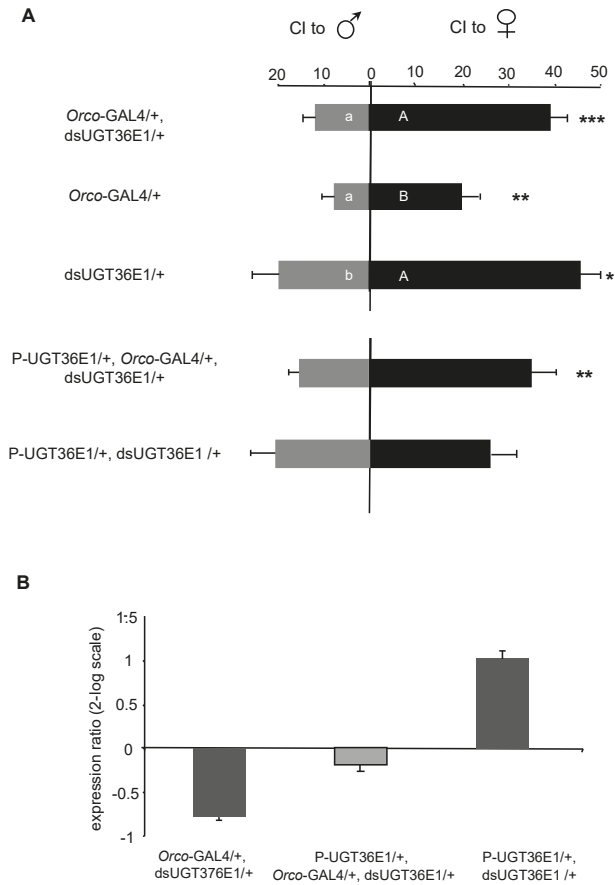 A
CI to ♂ CI to ♀
20 10 0 20 30 40 50
Orco-GAL4/+,
dsUGT36E1/+
a A ***
Orco-GAL4/+
a B **
dsUGT36E1/+
b A *
P-UGT36E1/+, Orco-GAL4/+,
dsUGT36E1/+
**
P-UGT36E1/+, dsUGT36E1 /+
B
expression ratio (2-log scale)
1:5
1
0.5
0
-0.5
-1
Orco-GAL4/+,
dsUGT376E1/+
P-UGT36E1/+,
Orco-GAL4/+, dsUGT36E1/+
P-UGT36E1/+,
dsUGT36E1 /+